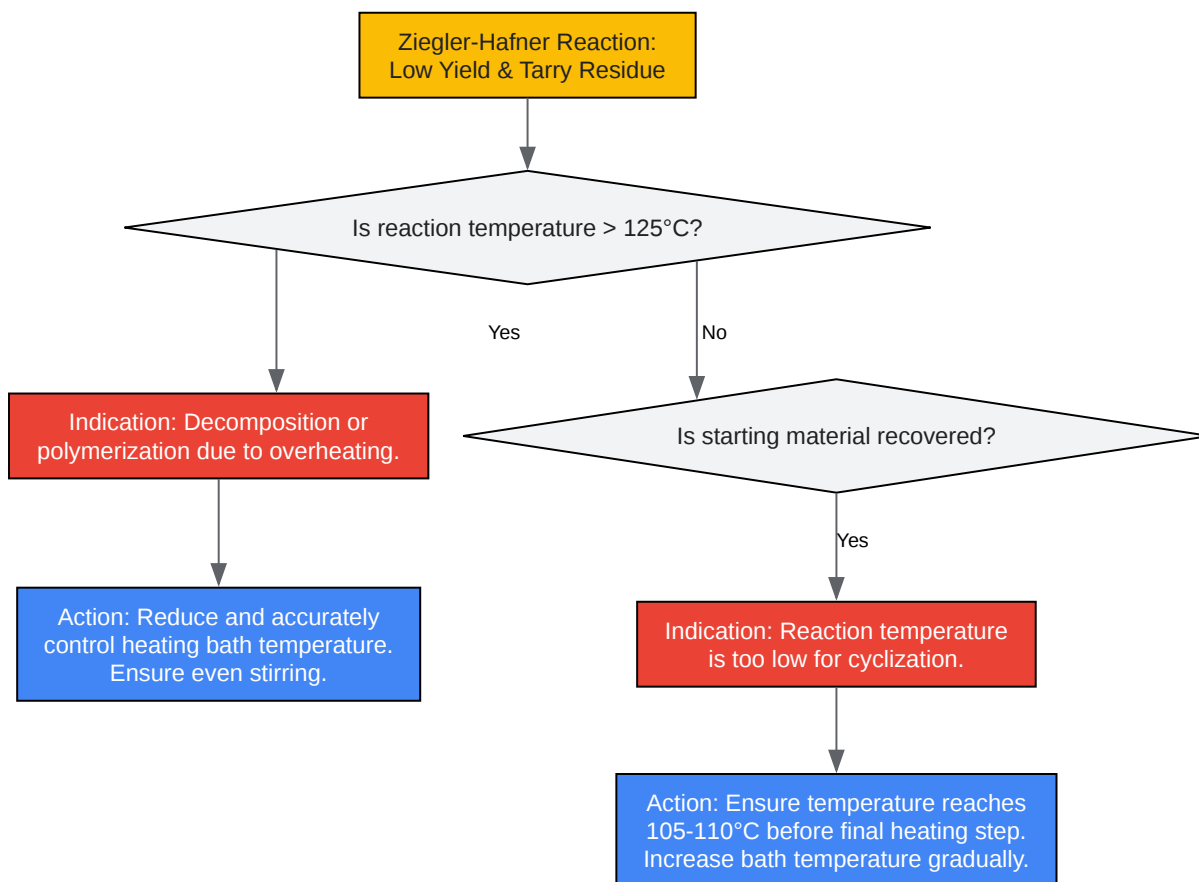 Ziegler-Hafner Reaction:
Low Yield & Tarry Residue
Is reaction temperature > 125°C?
Yes
No
Indication: Decomposition or
polymerization due to overheating.
Is starting material recovered?
Yes
Action: Reduce and accurately
control heating bath temperature.
Ensure even stirring.
Indication: Reaction temperature
is too low for cyclization.
Action: Ensure temperature reaches
105-110°C before final heating step.
Increase bath temperature gradually.